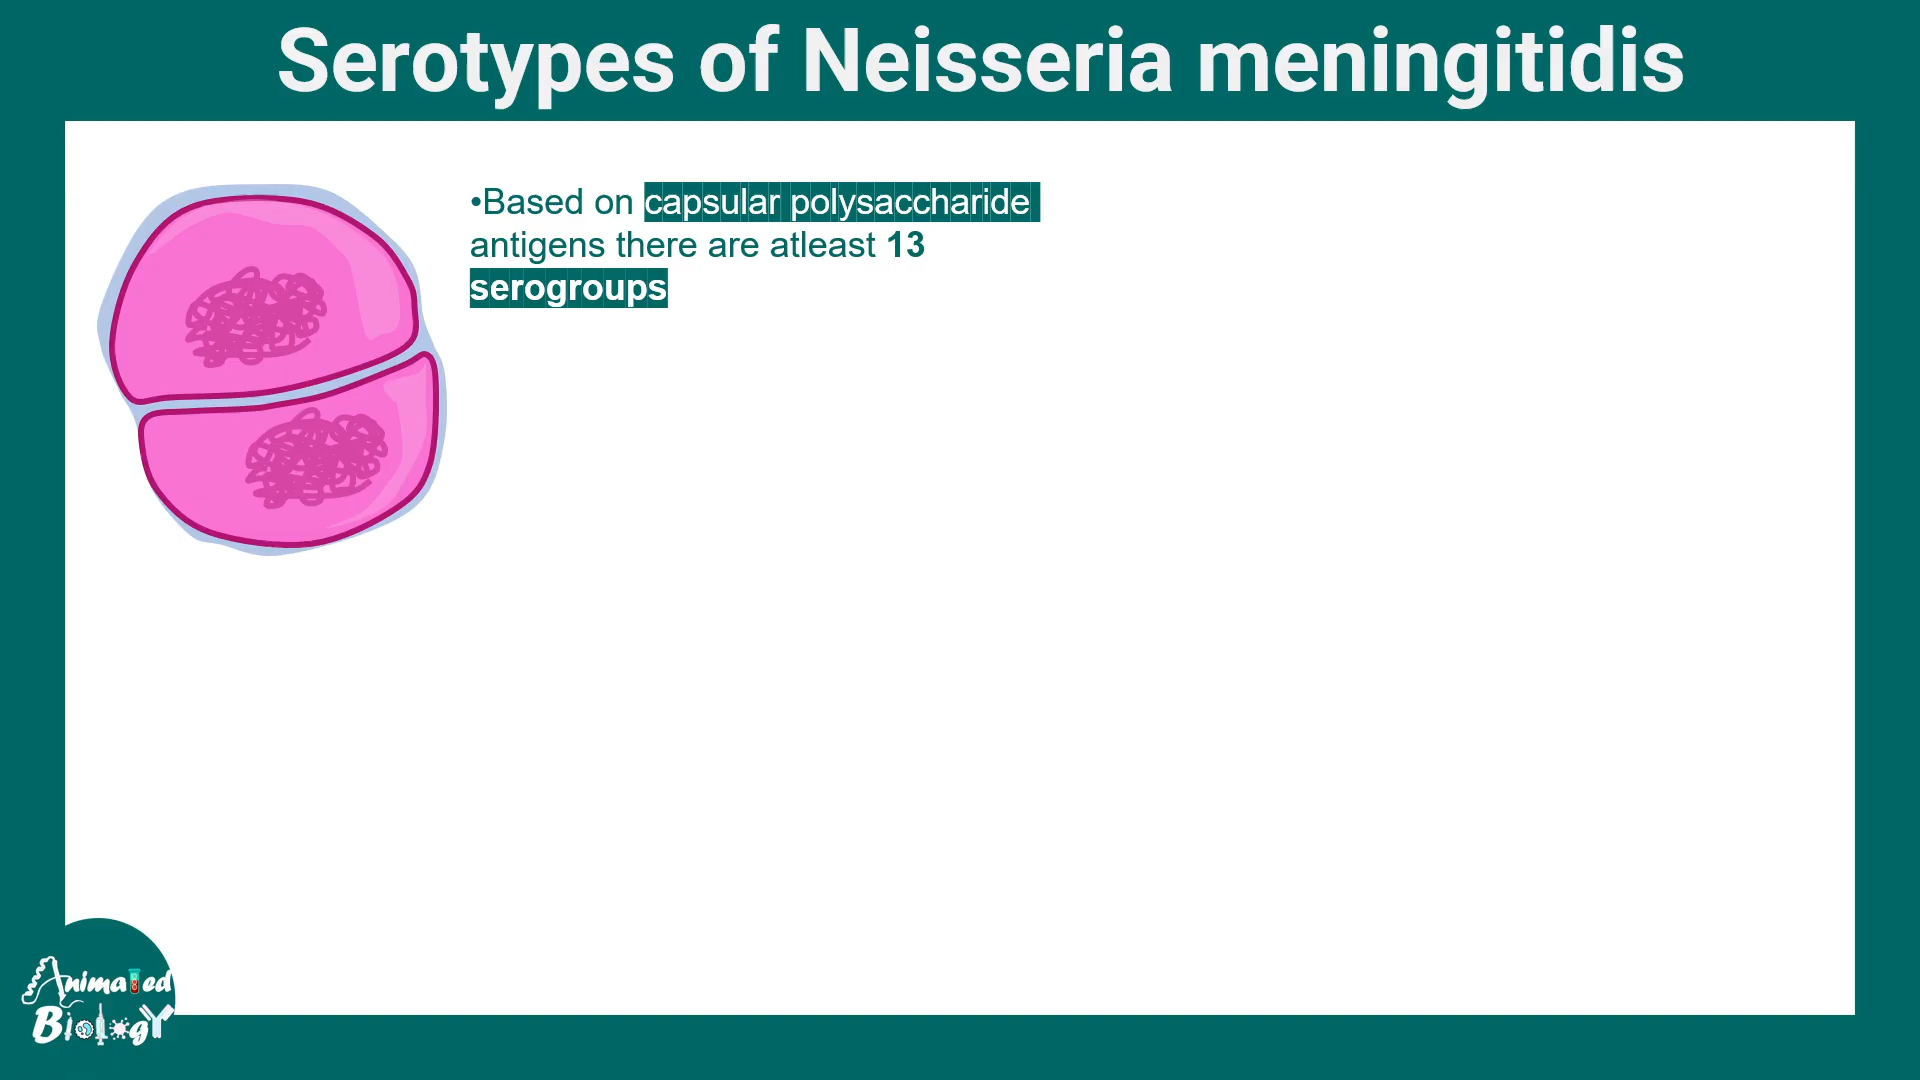 Serotypes of Neisseria meningitidis
•Based on capsular polysaccharide
antigens there are atleast 13
serogroups
Animated
Biology